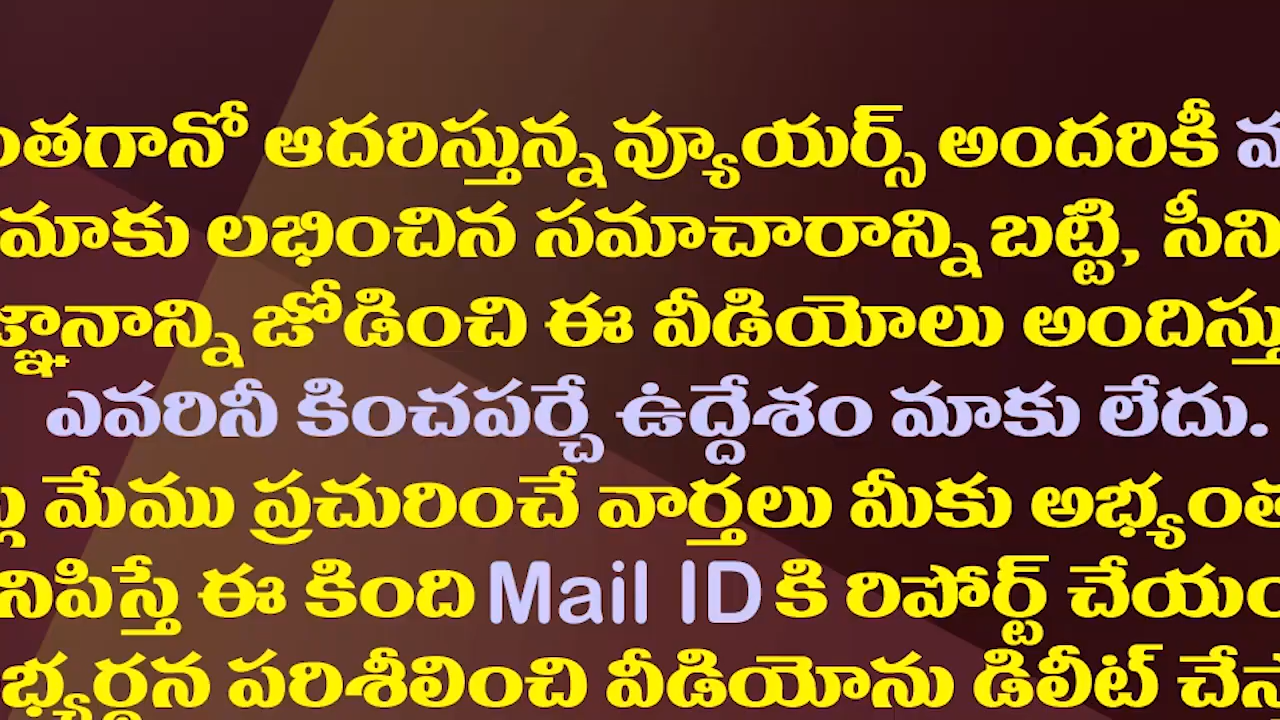 ంతగానో ఆదరిస్తున్న వ్యూయర్స్ అందరికీ
మాకు లభించిన సమాచారాన్ని బట్టి, సీని
జ్ఞానాన్ని జోడించి ఈ వీడియోలు అందిస్తు
ఎవరినీ కించపర్చే ఉద్దేశం మాకు లేదు.
మేము ప్రచురించే వార్తలు మీకు అభ్యంత
నిపిస్తే ఈ కింది Mail ID కి రిపోర్ట్ చేయం
భ్యర్థన పరిశీలించి వీడియోను డిలీట్ చేస